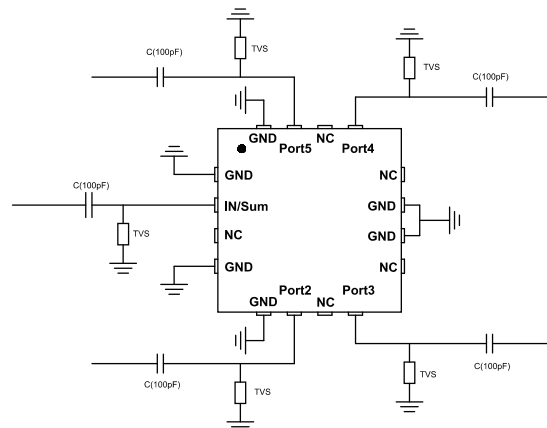 C(100pF)
TVS
TVS
C(100pF)
GND
Port5
NC
Port4
GND
NC
C(100pF)
IN/Sum
GND
TVS
NC
GND
GND
NC
GND
Port2
NC
Port3
C(100pF)
TVS
TVS
C(100pF)